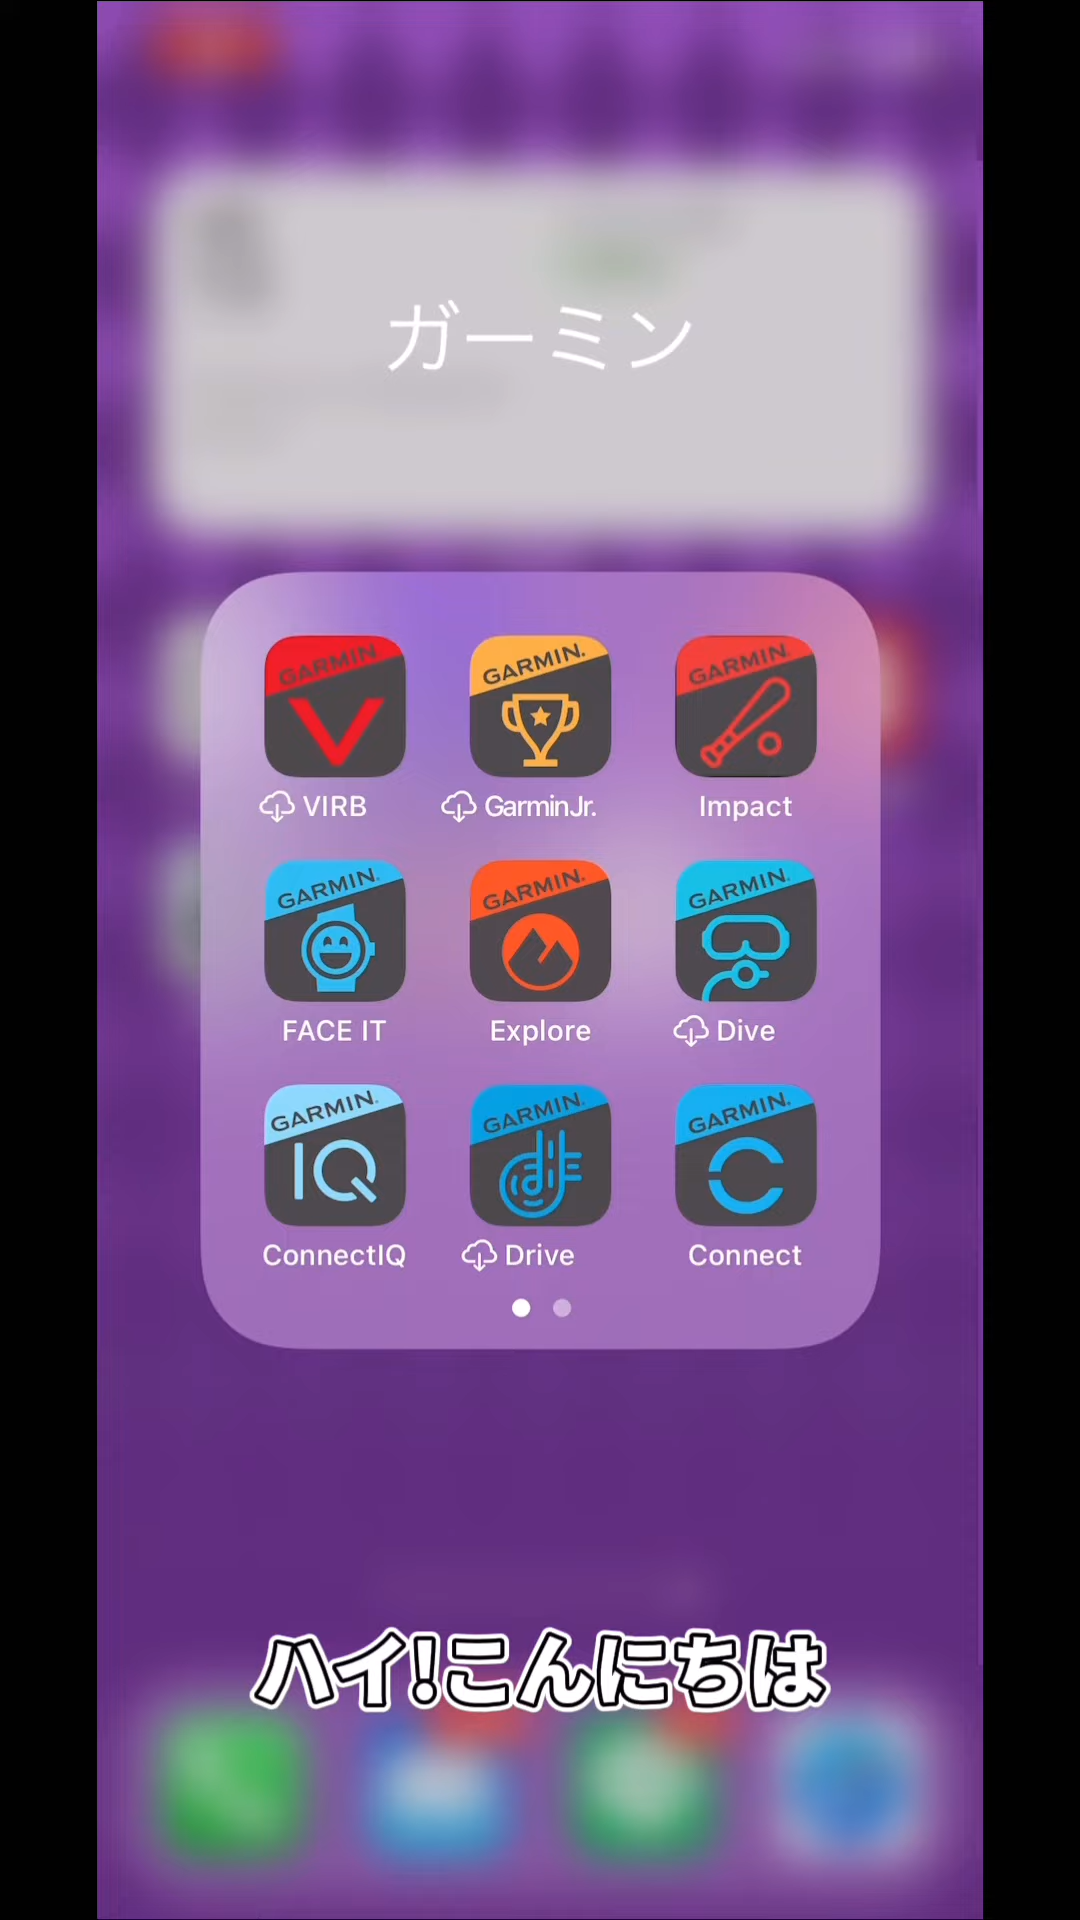 ガーミン
GARMIN. GARMIN. GARMIN.
VIRB GarminJr. Impact
GARMIN. GARMIN. GARMIN.
FACE IT Explore Dive
GARMIN. GARMIN. GARMIN.
IQ
ConnectIQ Drive Connect
ハイ!こんにちは